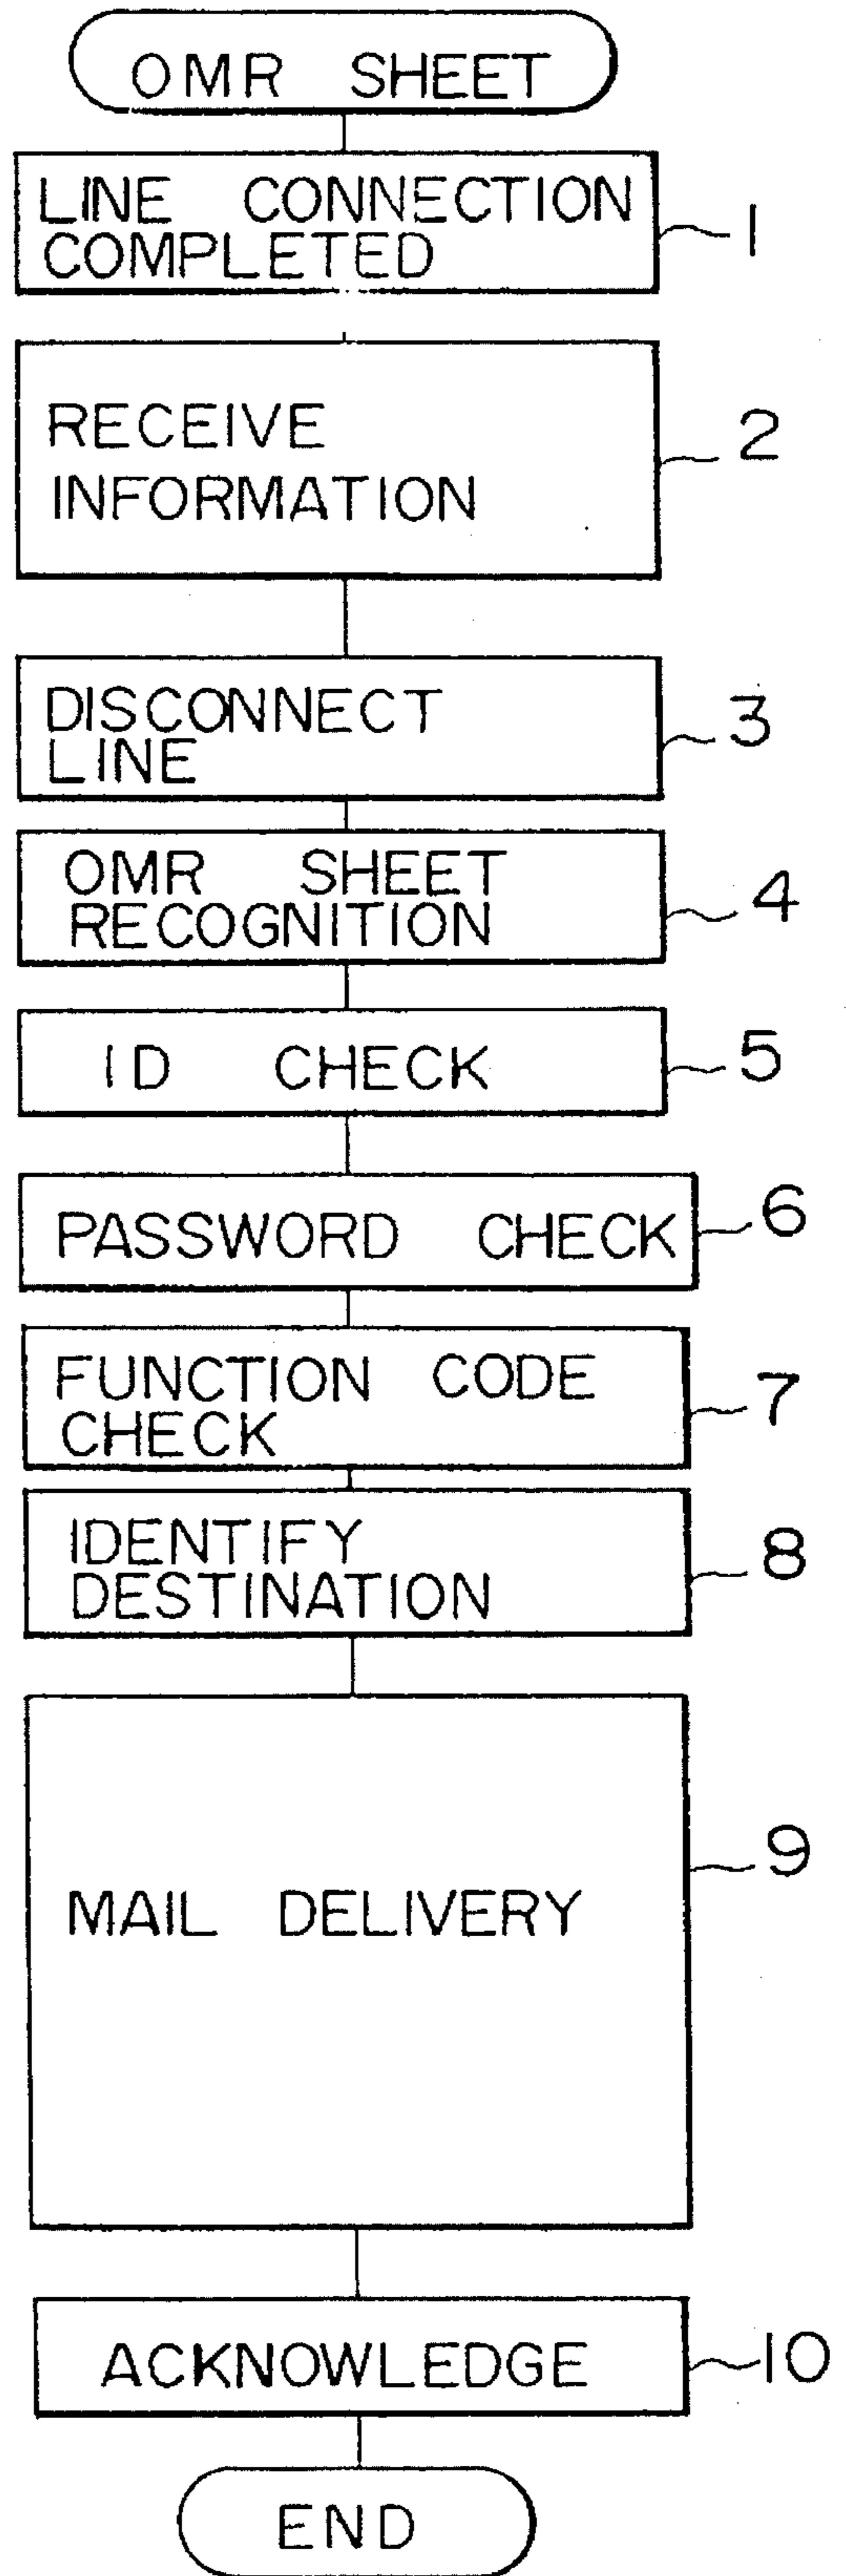 OMR SHEET
LINE CONNECTION
COMPLETED
1
RECEIVE
INFORMATION
2
DISCONNECT
LINE
3
OMR SHEET
RECOGNITION
4
ID CHECK
5
PASSWORD CHECK
6
FUNCTION CODE
CHECK
7
IDENTIFY
DESTINATION
8
MAIL DELIVERY
9
ACKNOWLEDGE
10
END